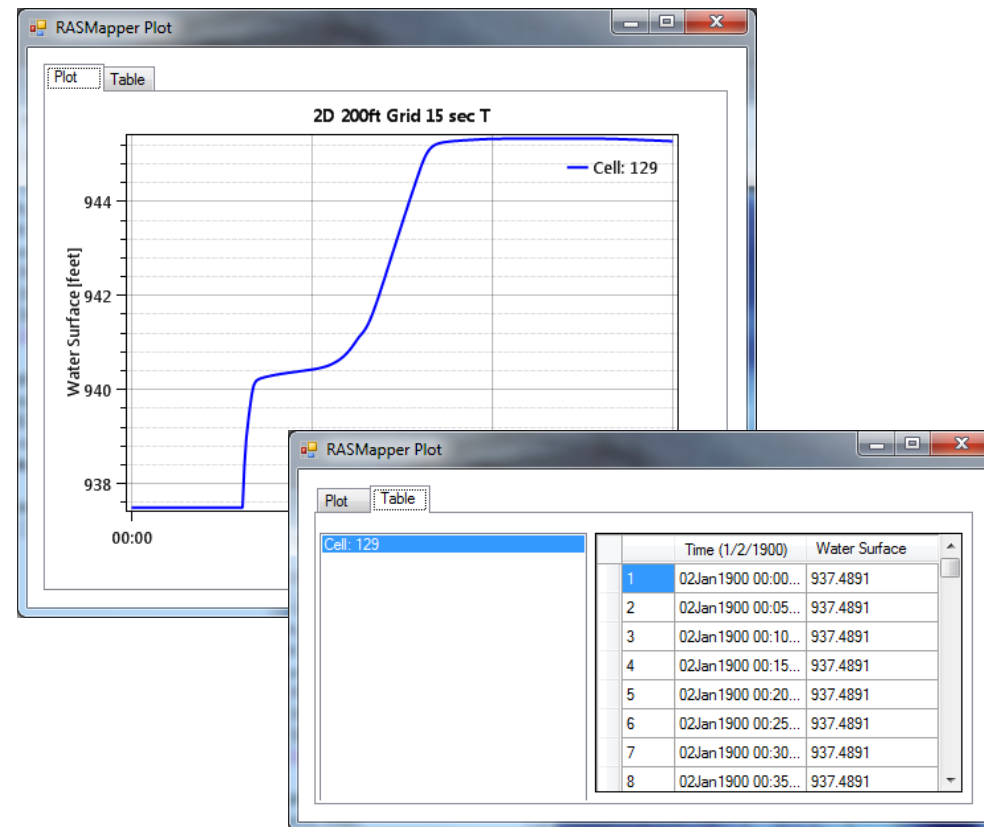 RASMapper Plot
Plot Table
2D 200ft Grid 15 sec T
Cell: 129
Water Surface [feet]
944
942
940
938
00:00
RASMapper Plot
Plot Table
Cell: 129
Time (1/2/1900) Water Surface
1 02Jan1900 00:00... 937.4891
2 02Jan1900 00:05... 937.4891
3 02Jan1900 00:10... 937.4891
4 02Jan1900 00:15... 937.4891
5 02Jan1900 00:20... 937.4891
6 02Jan1900 00:25... 937.4891
7 02Jan1900 00:30... 937.4891
8 02Jan1900 00:35... 937.4891